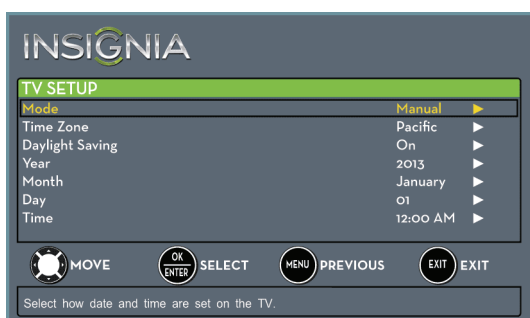 INSIGNIA
TV SETUP
Mode Manual
Time Zone Pacific
Daylight Saving On
Year 2013
Month January
Day 01
Time 12:00 AM
MOVE OK ENTER SELECT MENU PREVIOUS EXIT EXIT
Select how date and time are set on the TV.